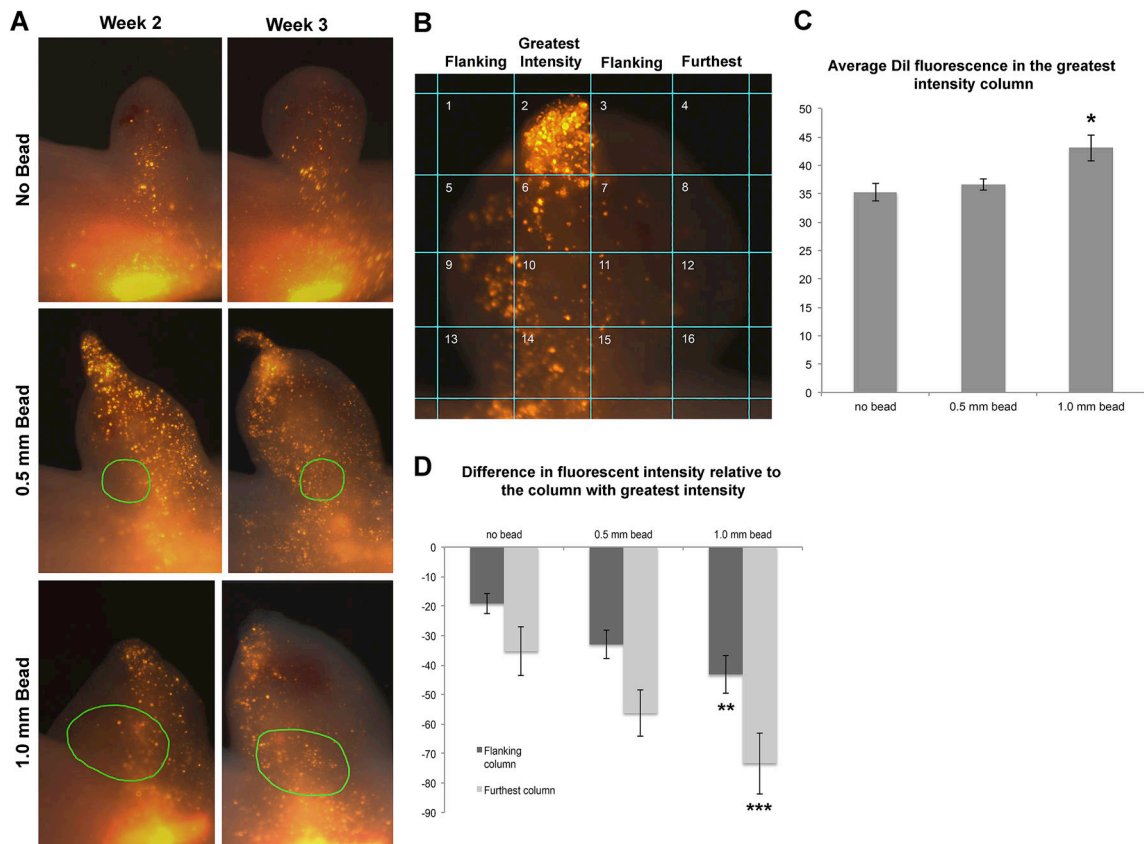 A
Week 2
Week 3
No Bead
0.5 mm Bead
1.0 mm Bead
B
Flanking
Greatest
Intensity
Flanking
Furthest
1
2
3
4
5
6
7
8
9
10
11
12
13
14
15
16
C
Average DiI fluorescence in the greatest
intensity column
50
45
40
35
30
25
20
15
10
5
0
*
no bead
0.5 mm bead
1.0 mm bead
D
Difference in fluorescent intensity relative to
the column with greatest intensity
no bead
0.5 mm bead
1.0 mm bead
0
-10
-20
-30
-40
-50
-60
-70
-80
-90
**
***
Flanking
column
Furthest column